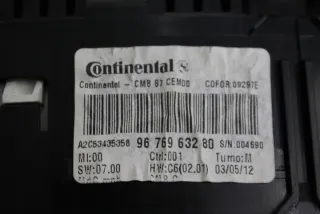 Continental
Continental - CMB B7 CEM00 COFOR:09297E
A2C53435358 96 769 632 80 S/N.004590
MI:00 Ctrl:001 Turno:M
SW:07.00 HW:C6(02.01) 03/05/12